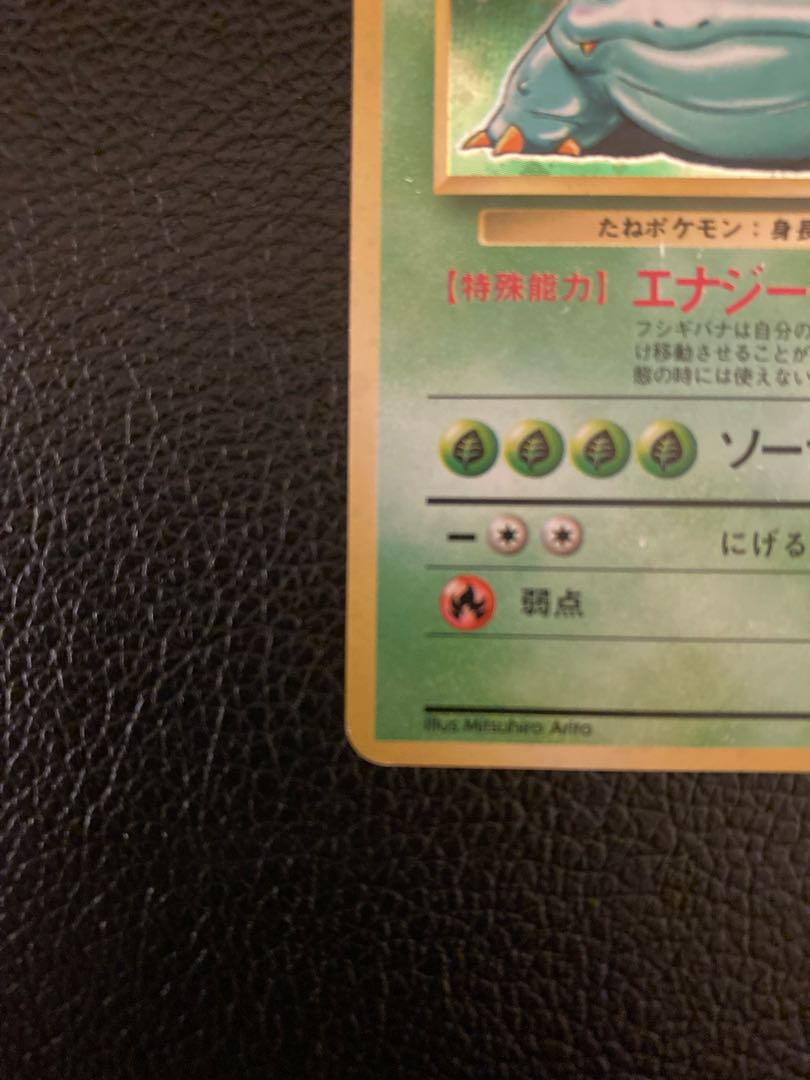 たねポケモン：身長
【特殊能力】 エナジー
フシギバナは自分の
け移動させることが
態の時には使えない
ソー
にげる
弱点
Illus. Mitsuhiro Arita